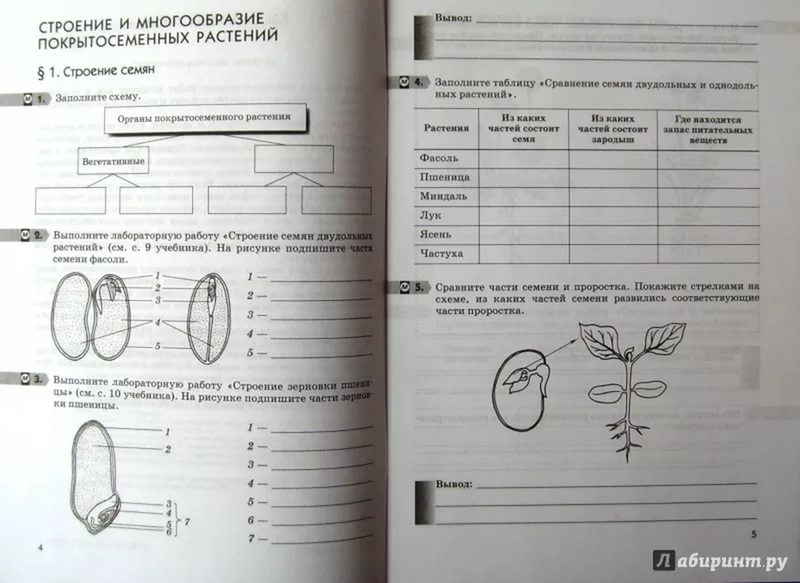 СТРОЕНИЕ И МНОГООБРАЗИЕ
ПОКРЫТОСЕМЕННЫХ РАСТЕНИЙ
§ 1. Строение семян
1. Заполните схему.
Органы покрытосеменного растения
Вегетативные
2. Выполните лабораторную работу «Строение семян двудольных
растений» (см. с. 9 учебника). На рисунке подпишите части
семени фасоли.
1
2
3
4
5
1 —
2 —
3 —
4 —
5 —
3. Выполните лабораторную работу «Строение зерновки пшени-
цы» (см. с. 10 учебника). На рисунке подпишите части зернов-
ки пшеницы.
1
2
3
4
5
6
7
1 —
2 —
3 —
4 —
5 —
6 —
7 —
4
Вывод:
4. Заполните таблицу «Сравнение семян двудольных и однодоль-
ных растений».
Растения
Из каких
частей состоит
семя
Из каких
частей состоит
зародыш
Где находится
запас питательных
веществ
Фасоль
Пшеница
Миндаль
Лук
Ясень
Частуха
5. Сравните части семени и проростка. Покажите стрелками на
схеме, из каких частей семени развились соответствующие
части проростка.
Вывод:
5
Лабиринт.ру